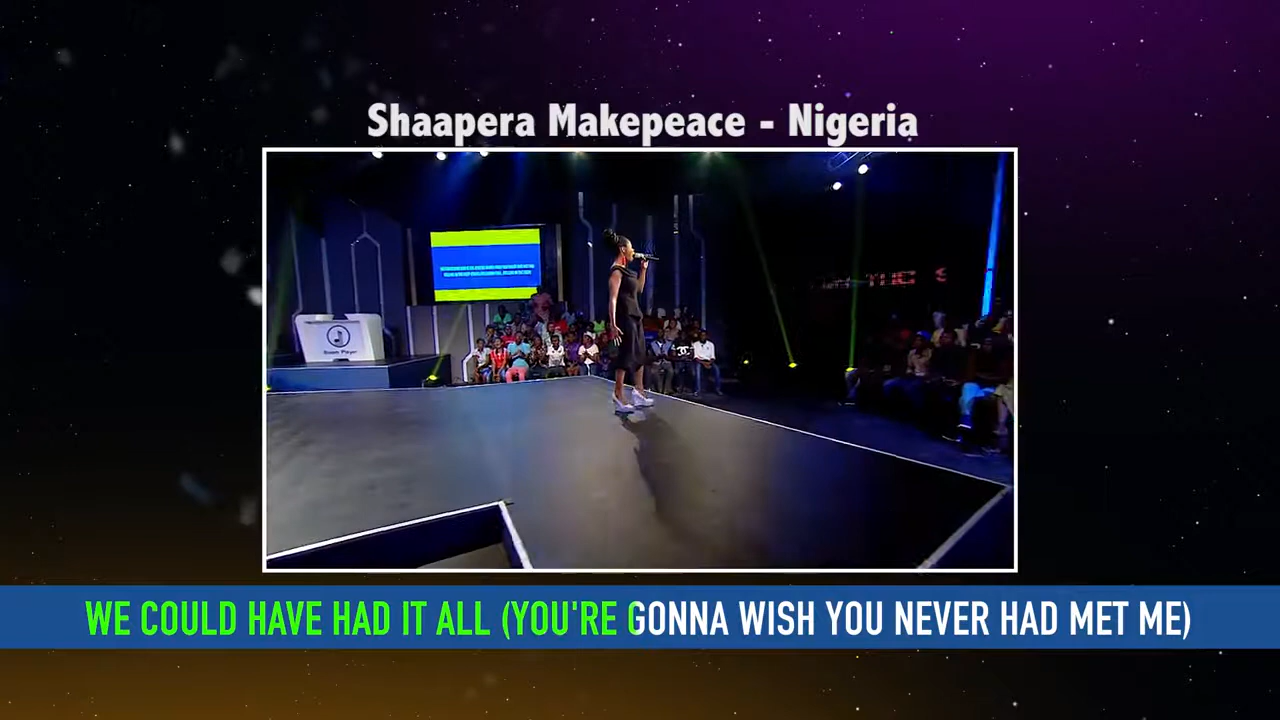 Shaapera Makepeace - Nigeria
WE COULD HAVE HAD IT ALL (YOU'RE GONNA WISH YOU NEVER HAD MET ME)